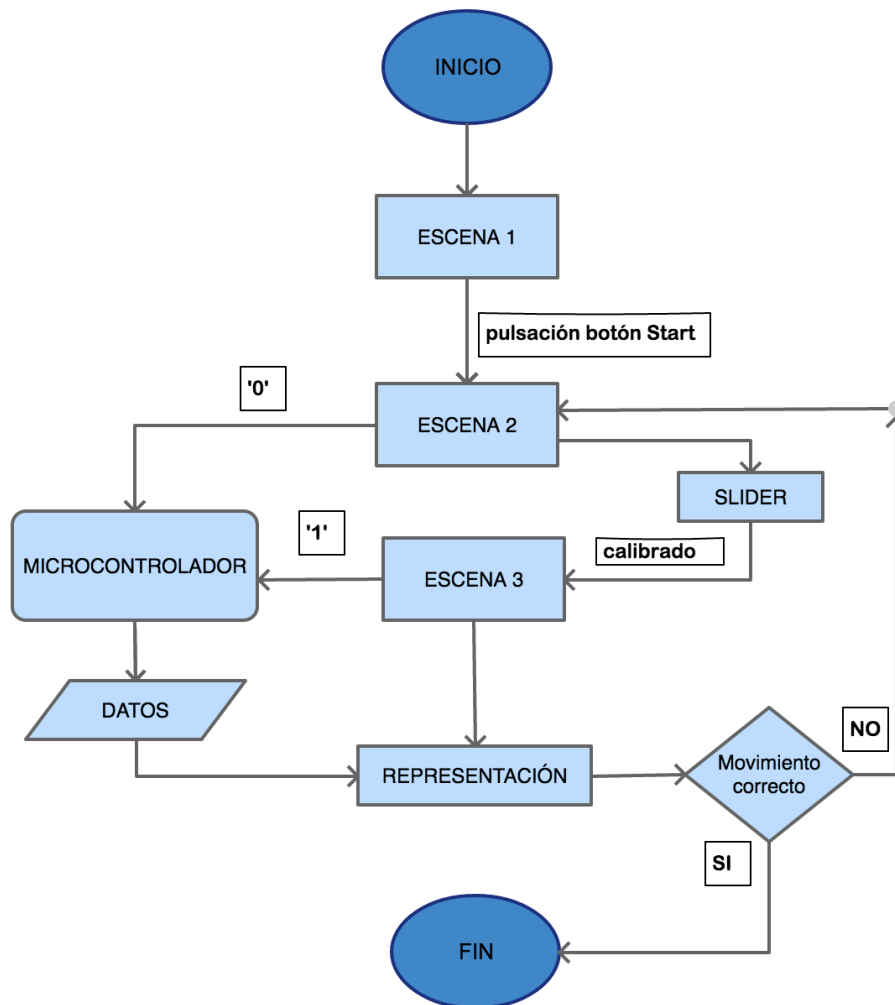 INICIO
ESCENA 1
pulsación botón Start
'0'
ESCENA 2
SLIDER
'1'
calibrado
MICROCONTROLADOR
ESCENA 3
DATOS
NO
REPRESENTACIÓN
Movimiento
correcto
SI
FIN